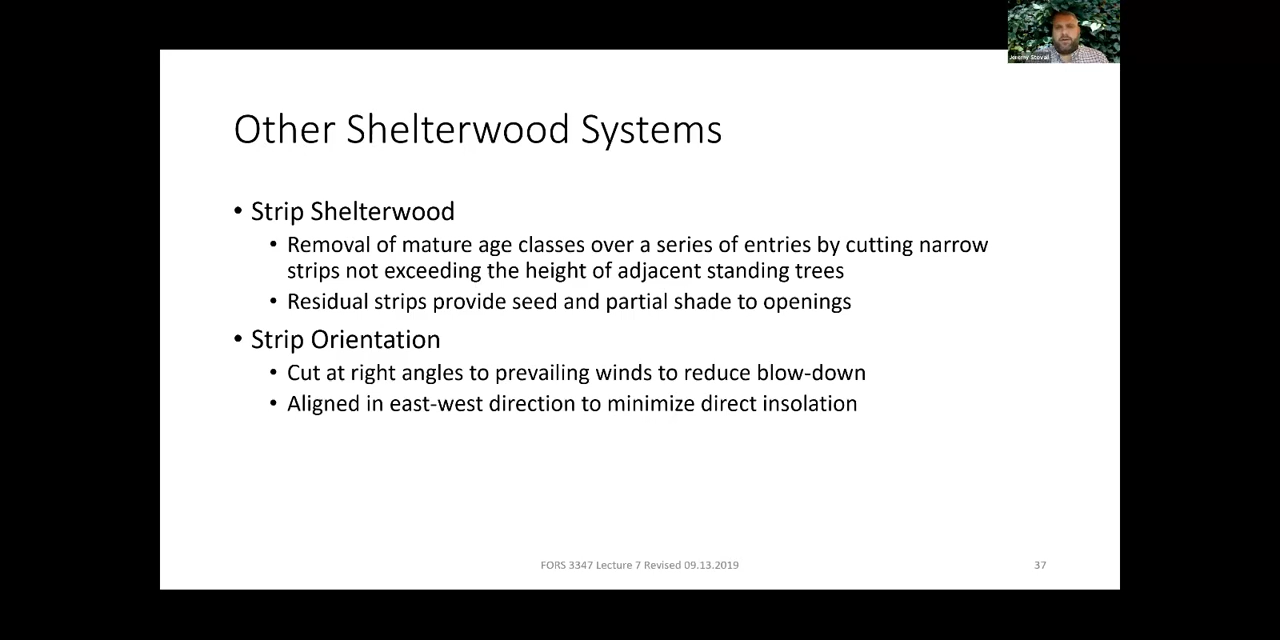 Jeremy Stovall
Other Shelterwood Systems
• Strip Shelterwood
• Removal of mature age classes over a series of entries by cutting narrow
strips not exceeding the height of adjacent standing trees
• Residual strips provide seed and partial shade to openings
• Strip Orientation
• Cut at right angles to prevailing winds to reduce blow-down
• Aligned in east-west direction to minimize direct insolation
FORS 3347 Lecture 7 Revised 09.13.2019
37